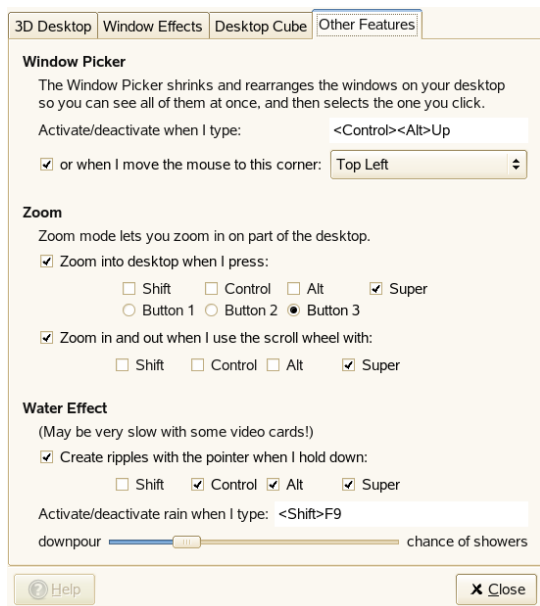 3D Desktop Window Effects Desktop Cube Other Features
Window Picker
The Window Picker shrinks and rearranges the windows on your desktop
so you can see all of them at once, and then selects the one you click.
Activate/deactivate when I type: <Control><Alt>Up
or when I move the mouse to this corner: Top Left
Zoom
Zoom mode lets you zoom in on part of the desktop.
Zoom into desktop when I press:
Shift Control Alt Super
Button 1 Button 2 Button 3
Zoom in and out when I use the scroll wheel with:
Shift Control Alt Super
Water Effect
(May be very slow with some video cards!)
Create ripples with the pointer when I hold down:
Shift Control Alt Super
Activate/deactivate rain when I type: <Shift>F9
downpour chance of showers
Help Close